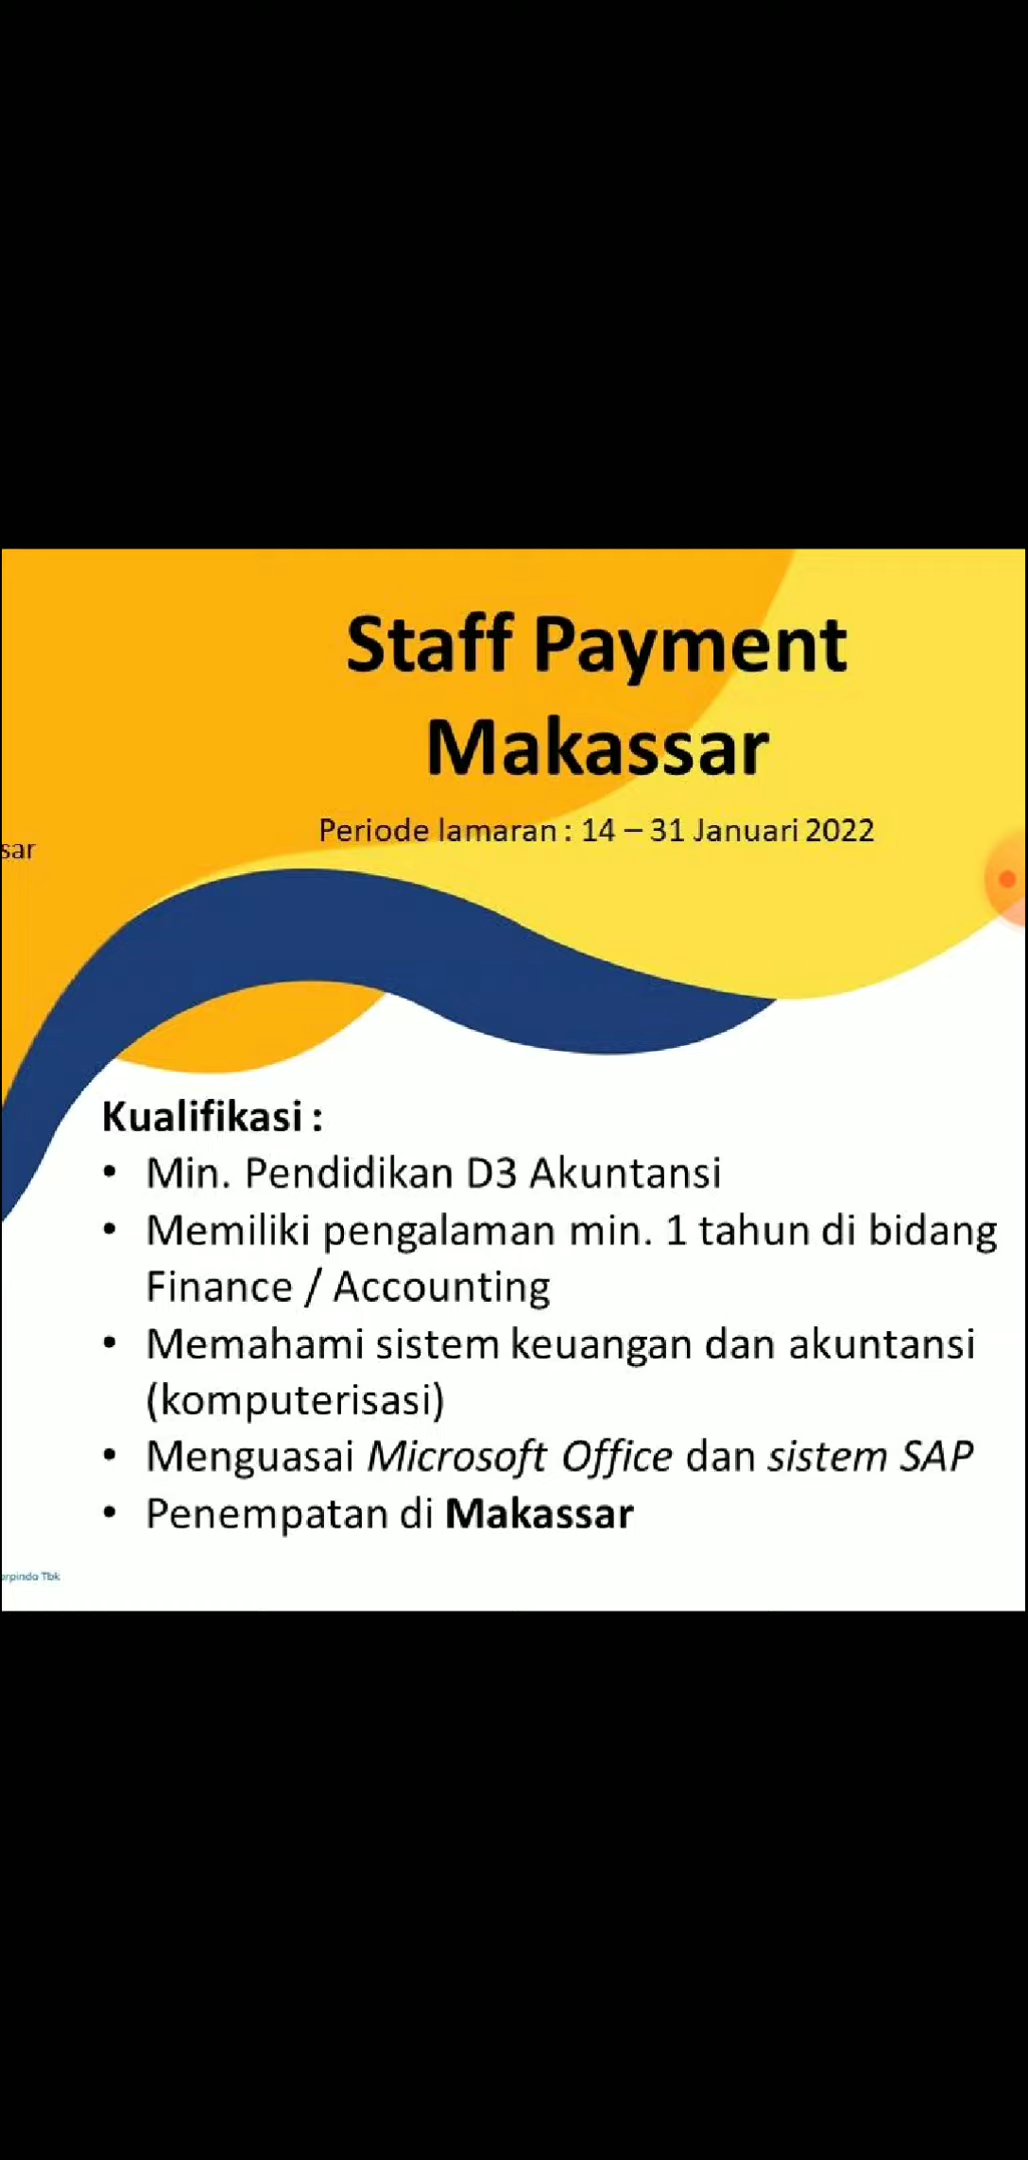 Staff Payment
Makassar
Periode lamaran : 14 – 31 Januari 2022
sar
Kualifikasi :
• Min. Pendidikan D3 Akuntansi
• Memiliki pengalaman min. 1 tahun di bidang
Finance / Accounting
• Memahami sistem keuangan dan akuntansi
(komputerisasi)
• Menguasai Microsoft Office dan sistem SAP
• Penempatan di Makassar
Tbk